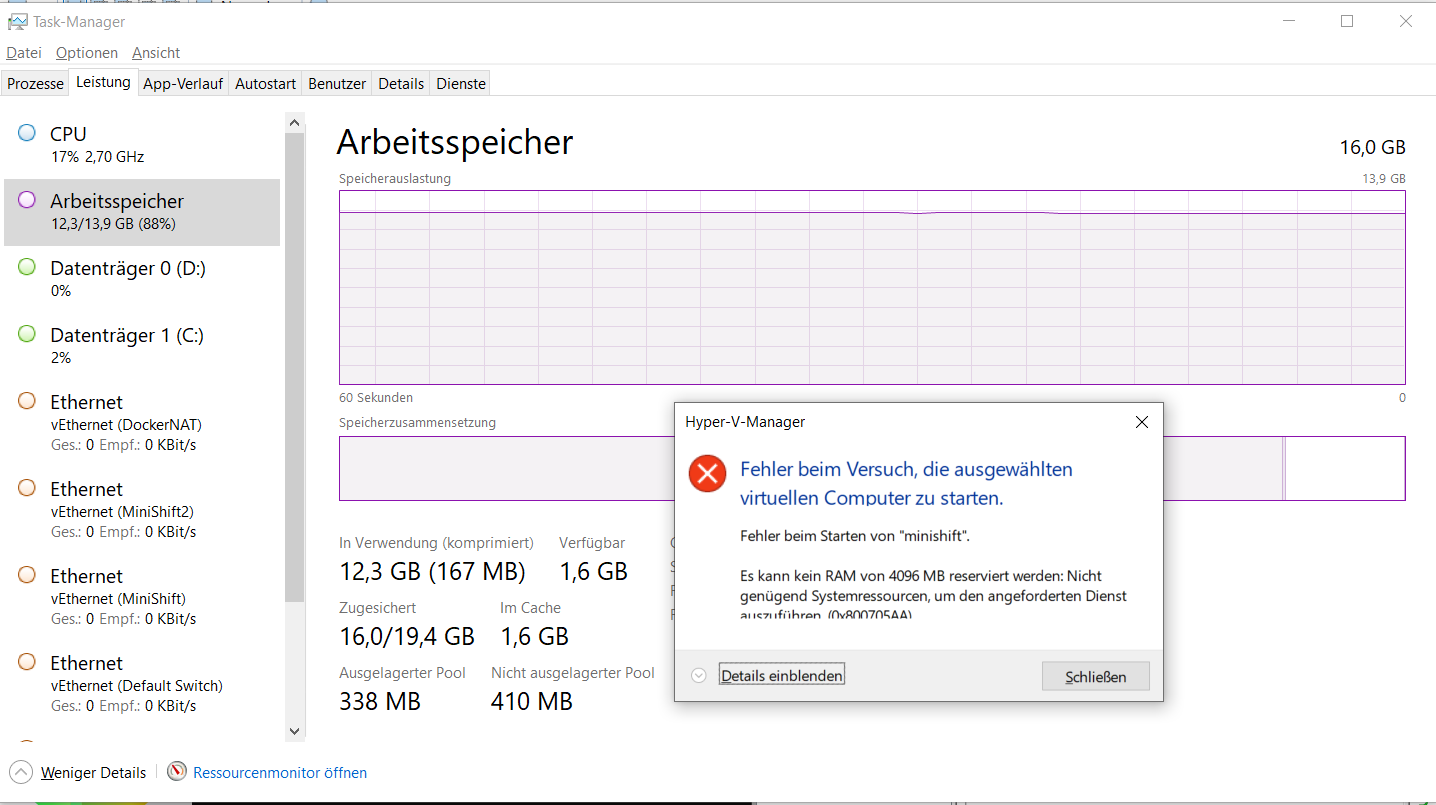 Task-Manager
Datei Optionen Ansicht
Prozesse Leistung App-Verlauf Autostart Benutzer Details Dienste
CPU
17% 2,70 GHz
Arbeitsspeicher
12,3/13,9 GB (88%)
Datenträger 0 (D:)
0%
Datenträger 1 (C:)
2%
Ethernet
vEthernet (DockerNAT)
Ges.: 0 Empf.: 0 KBit/s
Ethernet
vEthernet (MiniShift2)
Ges.: 0 Empf.: 0 KBit/s
Ethernet
vEthernet (MiniShift)
Ges.: 0 Empf.: 0 KBit/s
Ethernet
vEthernet (Default Switch)
Ges.: 0 Empf.: 0 KBit/s
Arbeitsspeicher 16,0 GB
Speicherauslastung 13,9 GB
60 Sekunden 0
Speicherzusammensetzung
In Verwendung (komprimiert) Verfügbar
12,3 GB (167 MB) 1,6 GB
Zugesichert Im Cache
16,0/19,4 GB 1,6 GB
Ausgelagerter Pool Nicht ausgelagerter Pool
338 MB 410 MB
Hyper-V-Manager
Fehler beim Versuch, die ausgewählten
virtuellen Computer zu starten.
Fehler beim Starten von "minishift".
Es kann kein RAM von 4096 MB reserviert werden: Nicht
genügend Systemressourcen, um den angeforderten Dienst
auszuführen. (0x800705AA)
Details einblenden Schließen
Weniger Details Ressourcenmonitor öffnen